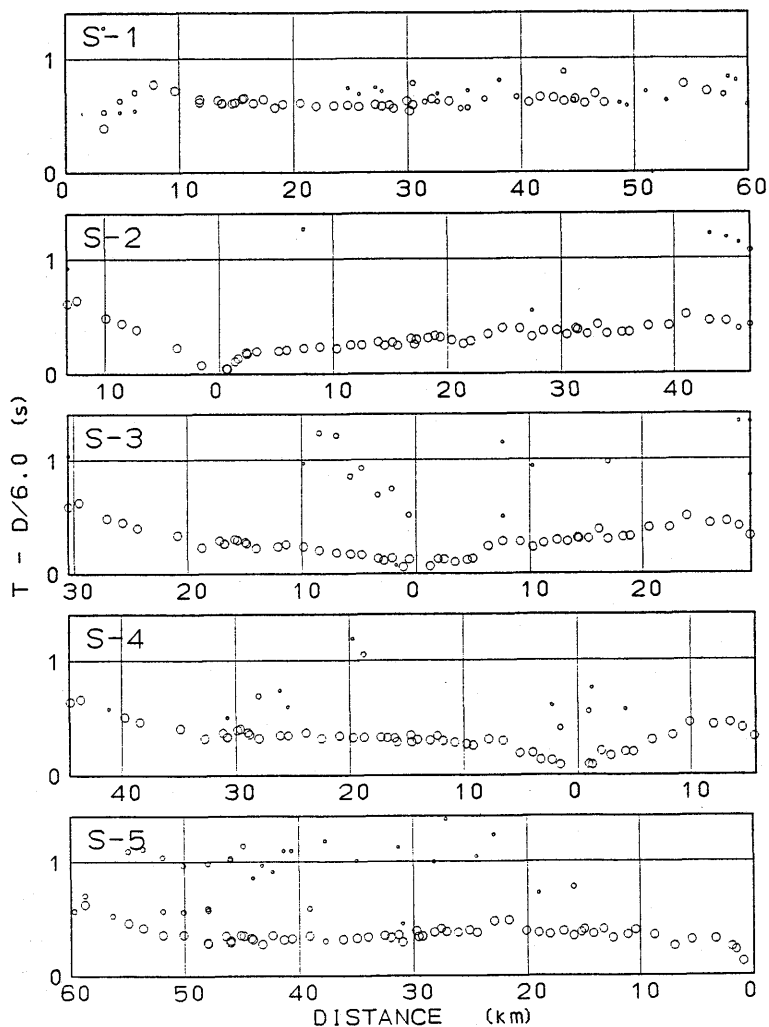 S-1
1
0
0 10 20 30 40 50 60
S-2
1
0
10 0 10 20 30 40
S-3
1
0
30 20 10 0 10 20
S-4
1
0
40 30 20 10 0 10
S-5
1
0
60 50 40 30 20 10 0
T - D/6.0 (s)
DISTANCE (km)